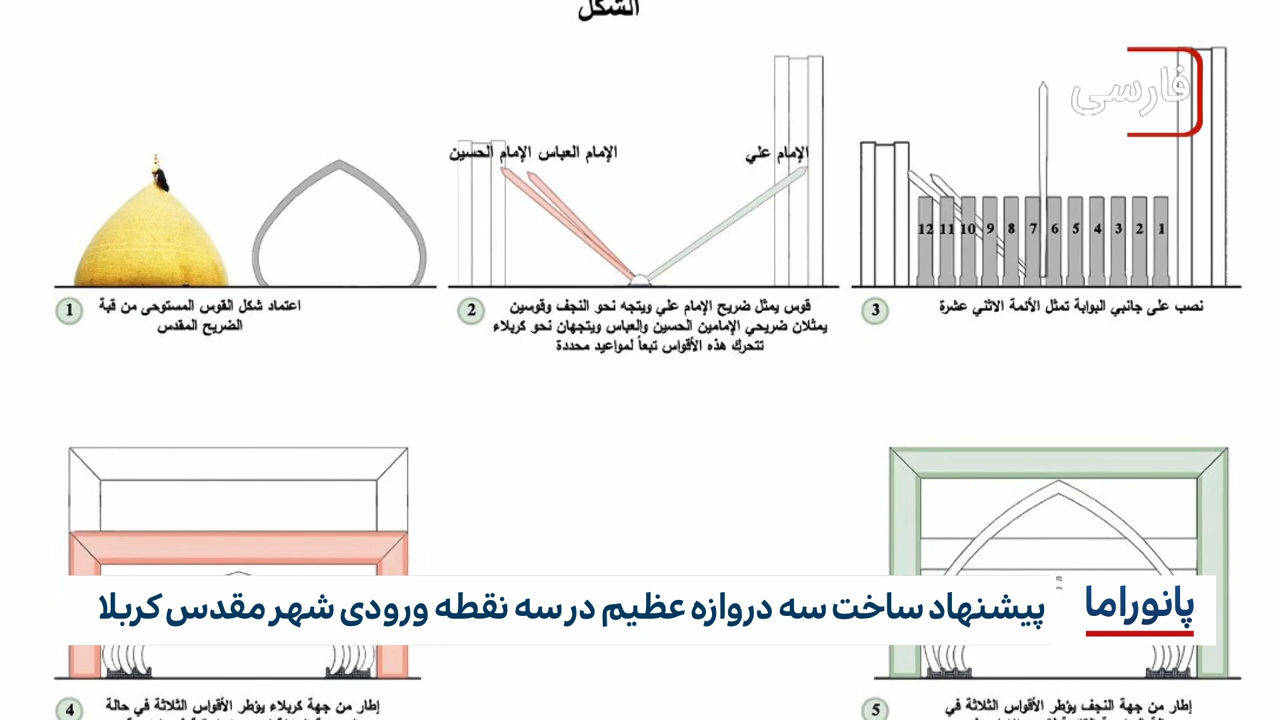 الشكل
فارسی
الإمام الحسين
الإمام العباس
الإمام علي
12 11 10 9 8 7 6 5 4 3 2 1
1
اعتماد شكل القوس المستوحى من قبة
الضريح المقدس
2
قوس يمثل ضريح الإمام علي ويتجه نحو النجف وقوسين
يمثلان ضريحي الإمامين الحسين والعباس ويتجهان نحو كربلاء
تتحرك هذه الأقواس تبعاً لمواعيد محددة
3
نصب على جانبي البوابة تمثل الأئمة الاثني عشرة
پانوراما
پیشنهاد ساخت سه دروازه عظیم در سه نقطه ورودی شهر مقدس کربلا
4
إطار من جهة كربلاء يؤطر الأقواس الثلاثة في حالة
5
إطار من جهة النجف يؤطر الأقواس الثلاثة في